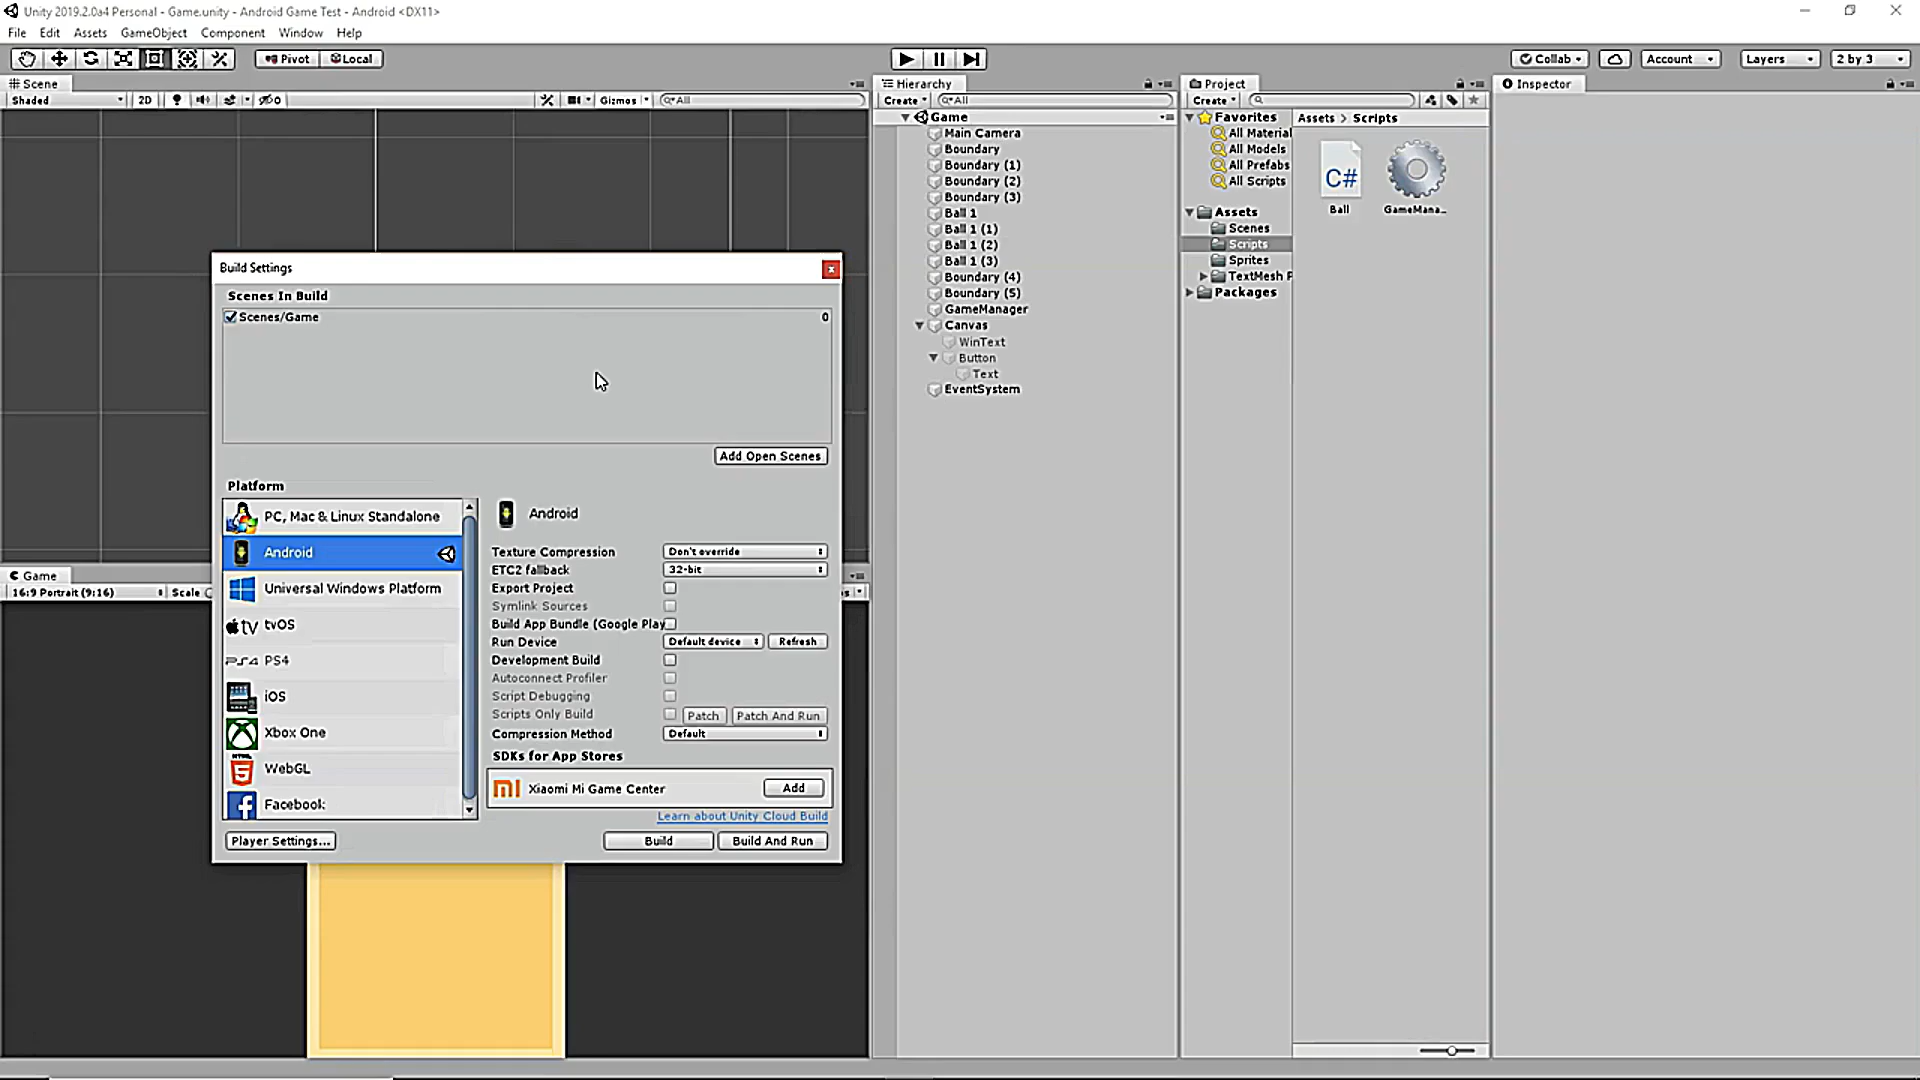 Unity 2019.2.0a4 Personal - Game.unity - Android Game Test - Android <DX11>
File Edit Assets GameObject Component Window Help
Pivot Local
Collab Account Layers 2 by 3
Scene
Shaded 2D 0 Gizmos All
Hierarchy
Create All
Game
Main Camera
Boundary
Boundary (1)
Boundary (2)
Boundary (3)
Ball 1
Ball 1 (1)
Ball 1 (2)
Ball 1 (3)
Boundary (4)
Boundary (5)
GameManager
Canvas
WinText
Button
Text
EventSystem
Project
Create
Favorites
All Material
All Models
All Prefabs
All Scripts
Assets
Scenes
Scripts
Sprites
TextMesh P
Packages
Assets > Scripts
C#
Ball GameMana..
Inspector
Build Settings
Scenes In Build
Scenes/Game 0
Add Open Scenes
Platform
PC, Mac & Linux Standalone
Android
Universal Windows Platform
tv tvOS
PS4 PS4
iOS
Xbox One
HTML 5 WebGL
f Facebook
Android
Texture Compression Don't override
ETC2 fallback 32-bit
Export Project
Symlink Sources
Build App Bundle (Google Play
Run Device Default device Refresh
Development Build
Autoconnect Profiler
Script Debugging
Scripts Only Build Patch Patch And Run
Compression Method Default
SDKs for App Stores
mi Xiaomi Mi Game Center Add
Learn about Unity Cloud Build
Player Settings... Build Build And Run
Game
16:9 Portrait (9:16) Scale